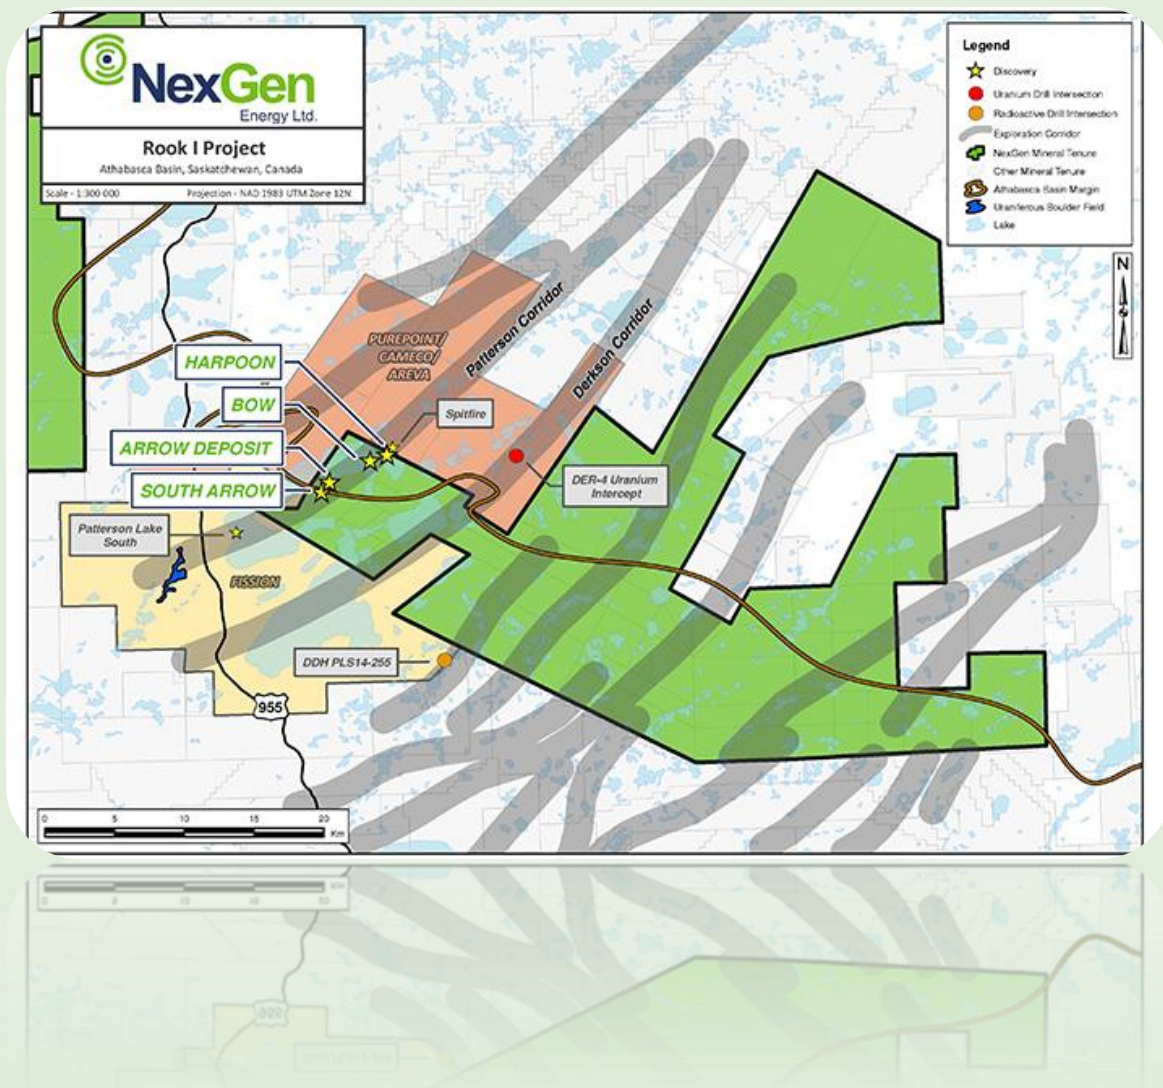 NexGen
Energy Ltd.
Rook I Project
Athabasca Basin, Saskatchewan, Canada
Scale - 1:300 000
Projection - NAD 1983 UTM Zone 12N
Legend
Discovery
Uranium Drill Intersection
Radioactive Drill Intersection
Exploration Corridor
NexGen Mineral Tenure
Other Mineral Tenure
Athabasca Basin Margin
Uraniferous Boulder Field
Lake
N
PUREPOINT/
CAMECO/
AREVA
Patterson Corridor
Derkson Corridor
HARPOON
BOW
ARROW DEPOSIT
SOUTH ARROW
Spitfire
DER-4 Uranium
Intercept
Patterson Lake
South
FISSION
DDH PLS14-255
955
0 5 10 15 20
Km